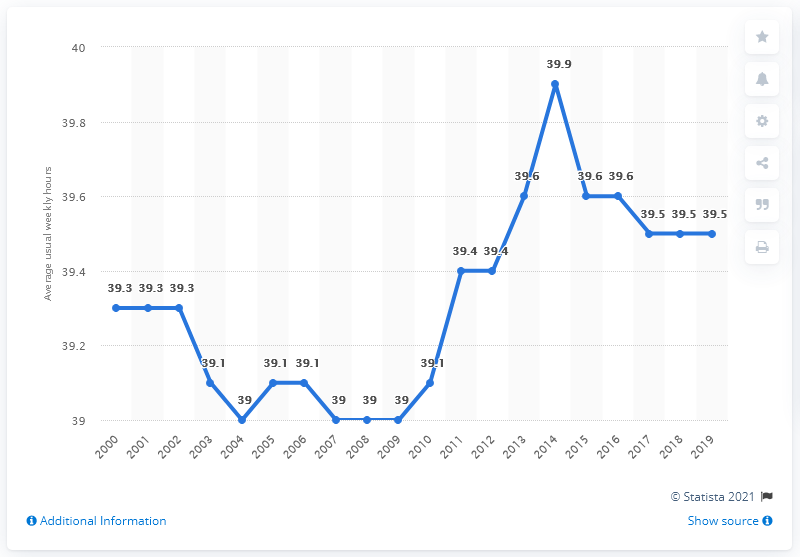 40
39.8
39.6
39.4
39.2
39
Average usual weekly hours
39.3 39.3 39.3 39.1 39 39.1 39.1 39 39 39 39.1 39.4 39.4 39.6 39.9 39.6 39.6 39.5 39.5 39.5
2000 2001 2002 2003 2004 2005 2006 2007 2008 2009 2010 2011 2012 2013 2014 2015 2016 2017 2018 2019
© Statista 2021
Additional Information
Show source